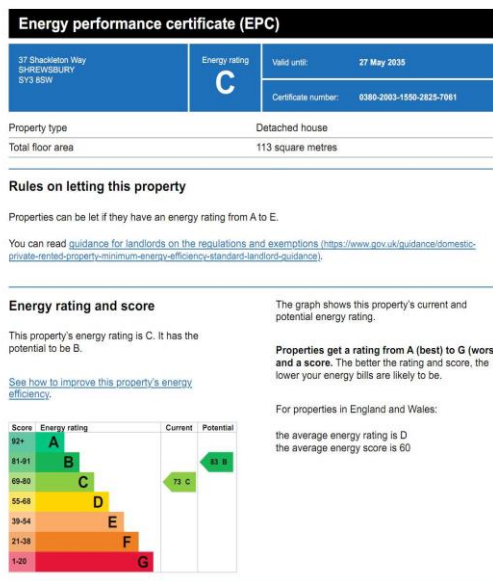 Energy performance certificate (EPC)
37 Shackleton Way
SHREWSBURY
SY3 8SW
Energy rating
C
Valid until: 27 May 2035
Certificate number: 0380-2003-1550-2825-7061
Property type Detached house
Total floor area 113 square metres
Rules on letting this property
Properties can be let if they have an energy rating from A to E.
You can read guidance for landlords on the regulations and exemptions (https://www.gov.uk/guidance/domestic-
private-rented-property-minimum-energy-efficiency-standard-landlord-guidance).
Energy rating and score
This property's energy rating is C. It has the
potential to be B.
See how to improve this property's energy
efficiency.
Score Energy rating Current Potential
92+ A
81-91 B 83 B
69-80 C 73 C
55-68 D
39-54 E
21-38 F
1-20 G
The graph shows this property's current and
potential energy rating.
Properties get a rating from A (best) to G (wors
and a score. The better the rating and score, the
lower your energy bills are likely to be.
For properties in England and Wales:
the average energy rating is D
the average energy score is 60